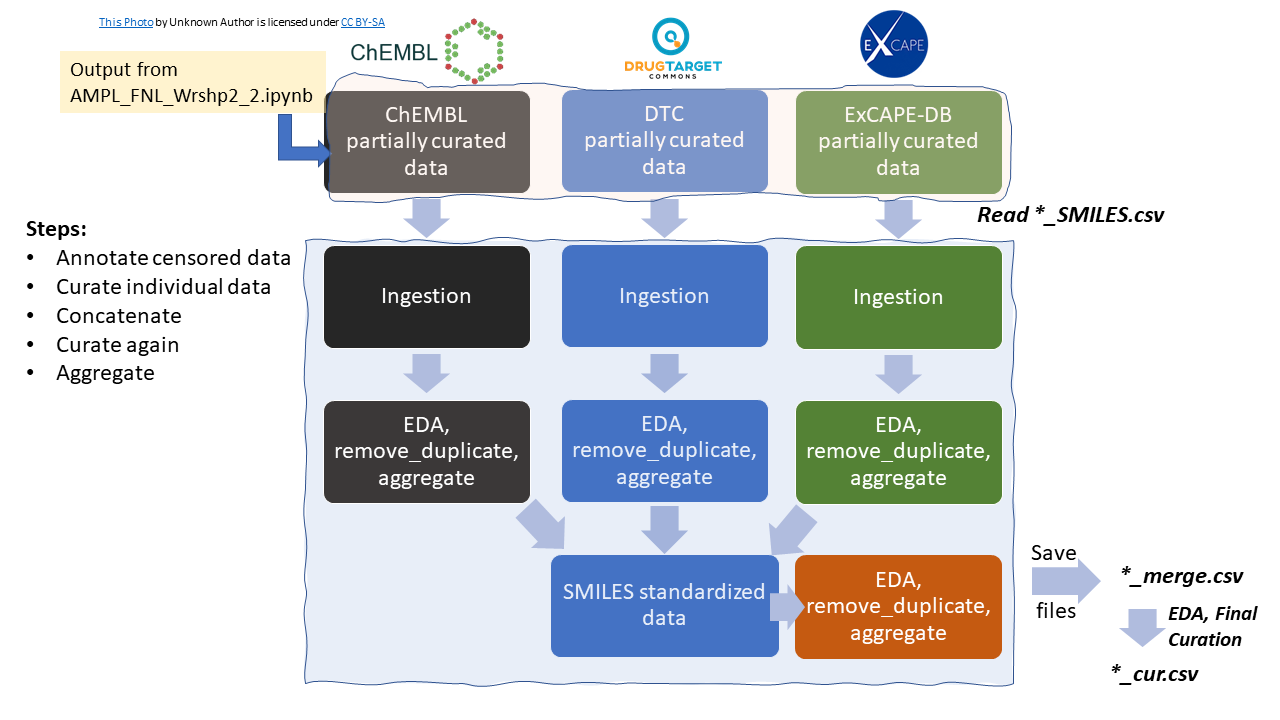 This Photo by Unknown Author is licensed under CC BY-SA
ChEMBL
DRUGTARGET
COMMONS
EXCAPE
Output from
AMPL_FNL_Wrshp2_2.ipynb
ChEMBL
partially curated
data
DTC
partially curated
data
ExCAPE-DB
partially curated
data
Read *_SMILES.csv
Steps:
• Annotate censored data
• Curate individual data
• Concatenate
• Curate again
• Aggregate
Ingestion
Ingestion
Ingestion
EDA,
remove_duplicate,
aggregate
EDA,
remove_duplicate,
aggregate
EDA,
remove_duplicate,
aggregate
SMILES standardized
data
EDA,
remove_duplicate,
aggregate
Save
files
*_merge.csv
EDA, Final
Curation
*_cur.csv